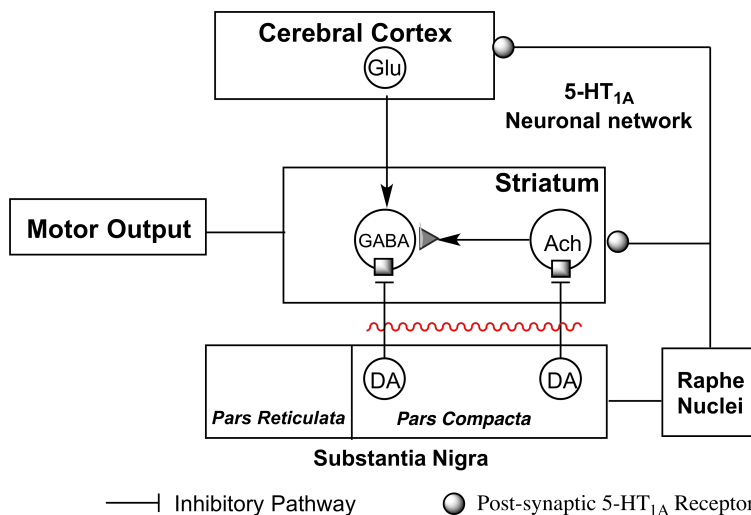 Cerebral Cortex
Glu
5-HT1A
Neuronal network
Striatum
Motor Output
GABA
Ach
DA
DA
Raphe
Nuclei
Pars Reticulata
Pars Compacta
Substantia Nigra
Inhibitory Pathway
Post-synaptic 5-HT1A Receptor